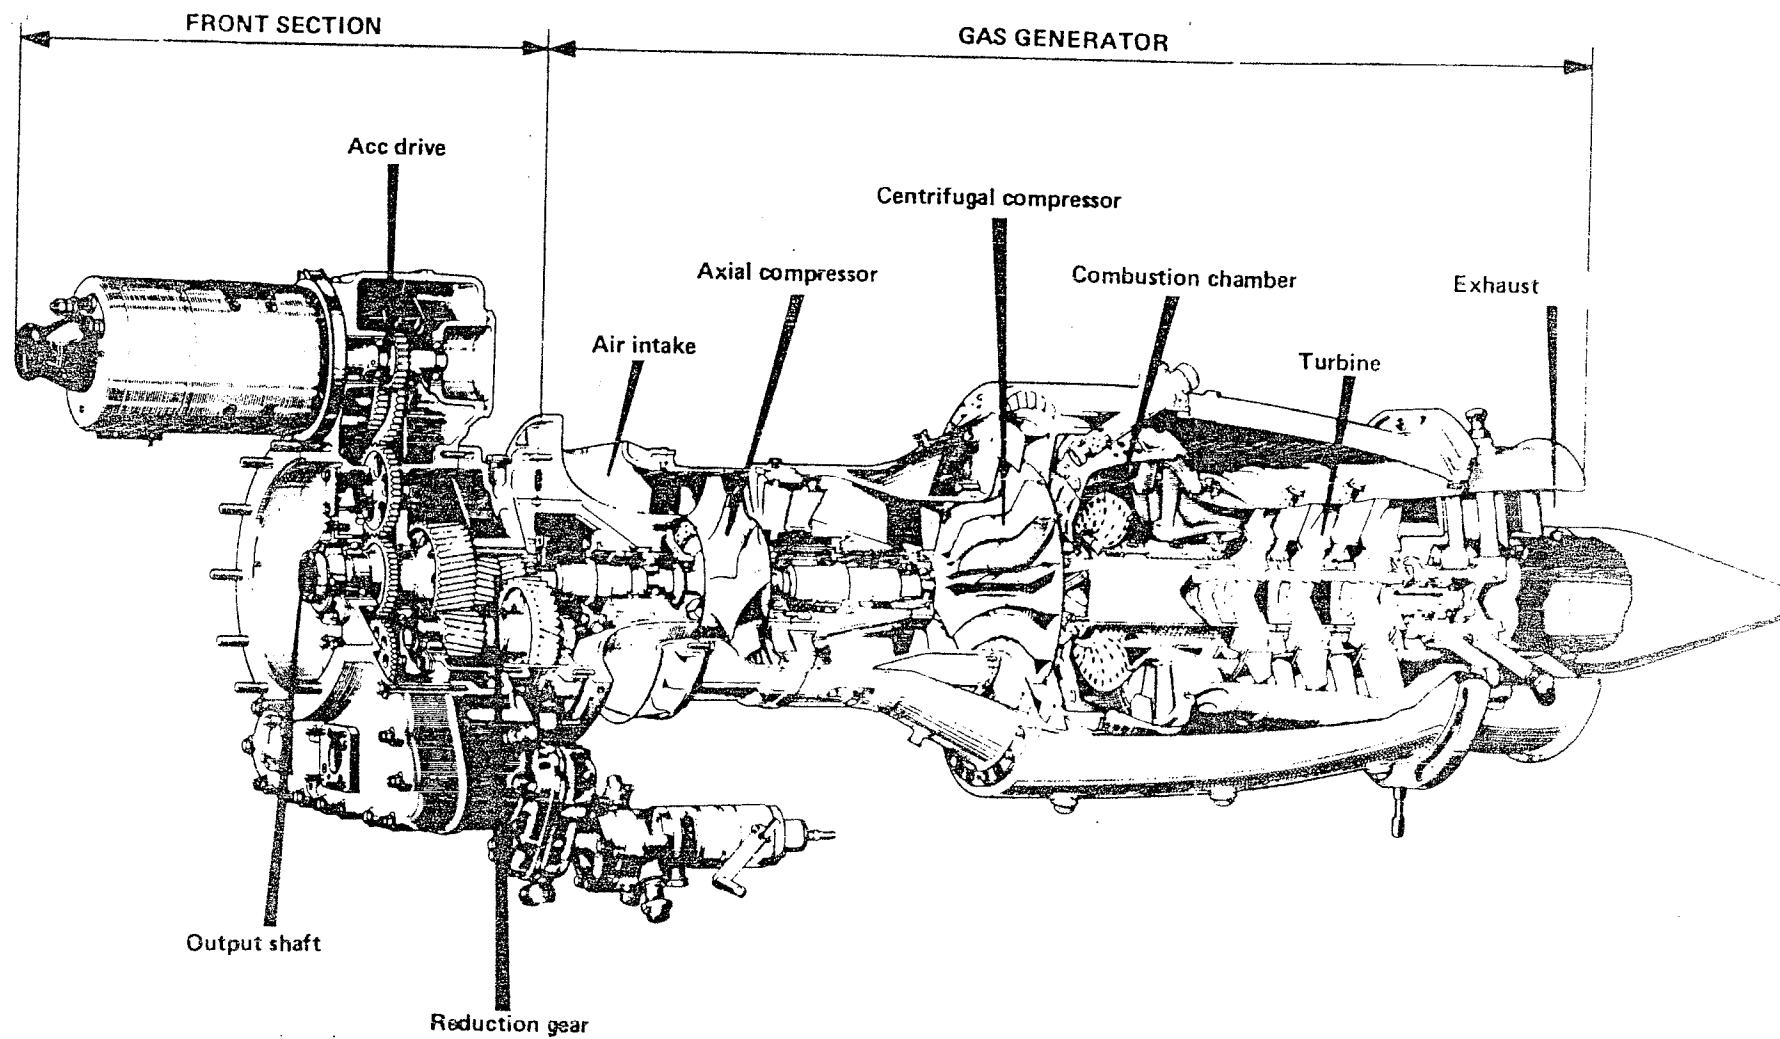 FRONT SECTION
GAS GENERATOR
Acc drive
Centrifugal compressor
Axial compressor
Combustion chamber
Exhaust
Air intake
Turbine
Output shaft
Reduction gear